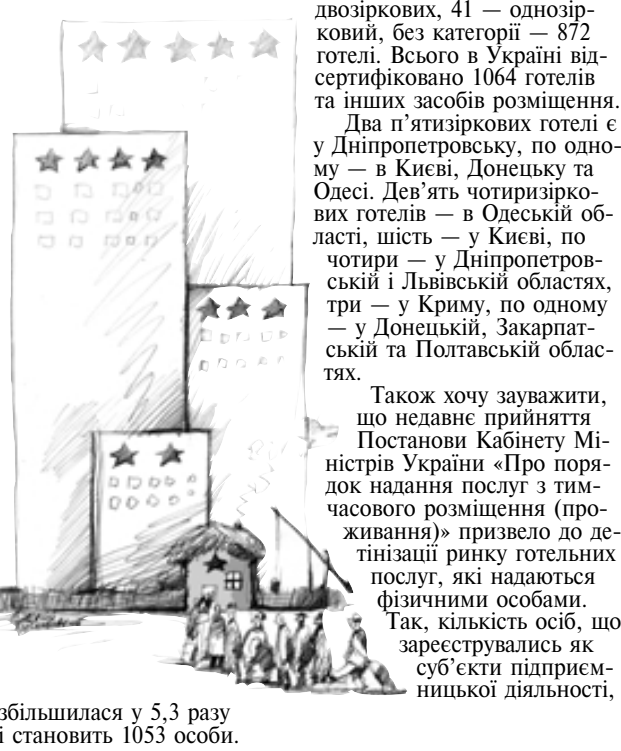 двозіркових, 41 — однозір-
ковий, без категорії — 872
готелі. Всього в Україні від-
сертифіковано 1064 готелів
та інших засобів розміщення.
Два п’ятизіркових готелі є
у Дніпропетровську, по одно-
му — в Києві, Донецьку та
Одесі. Дев’ять чотиризірко-
вих готелів — в Одеській об-
ласті, шість — у Києві, по
чотири — у Дніпропетров-
ській і Львівській областях,
три — у Криму, по одному
— у Донецькій, Закарпат-
ській та Полтавській облас-
тях.
Також хочу зауважити,
що недавнє прийняття
Постанови Кабінету Мі-
ністрів України «Про поря-
док надання послуг з тим-
часового розміщення (про-
живання)» призвело до де-
тінізації ринку готельних
послуг, які надаються
фізичними особами.
Так, кількість осіб, що
зареєструвались як
суб’єкти підприєм-
ницької діяльності,
збільшилася у 5,3 разу
і становить 1053 особи.